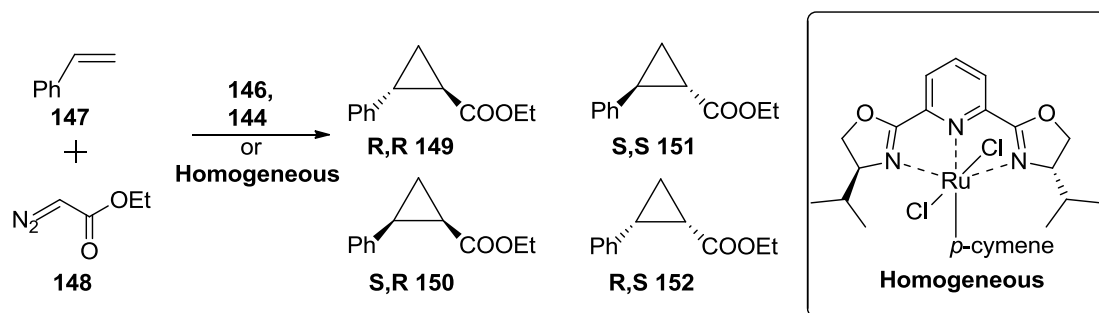 Ph
147
+
N2
OEt
O
148
146,
144
or
Homogeneous
Ph
COOEt
R,R 149
Ph
COOEt
S,S 151
Ph
COOEt
S,R 150
Ph
COOEt
R,S 152
O
N
O
N
Cl
N
Ru
Cl
p-cymene
Homogeneous